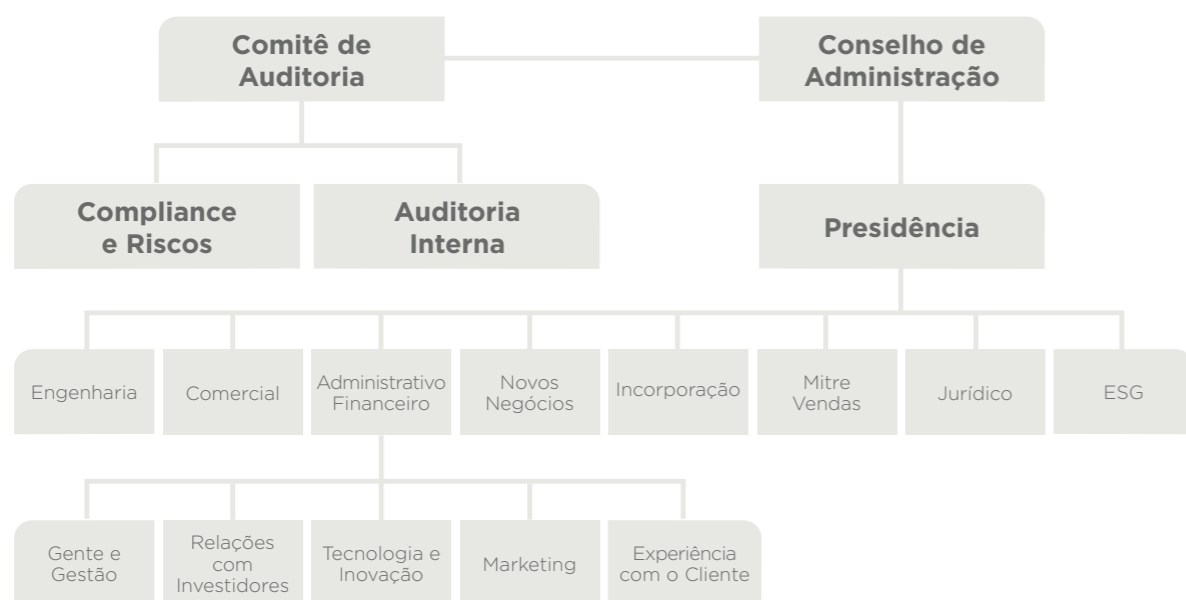 Comitê de
Auditoria
Conselho de
Administração
Compliance
e Riscos
Auditoria
Interna
Presidência
Engenharia
Comercial
Administrativo
Financeiro
Novos
Negócios
Incorporação
Mitre
Vendas
Jurídico
ESG
Gente e
Gestão
Relações
com
Investidores
Tecnologia e
Inovação
Marketing
Experiência
com o Cliente